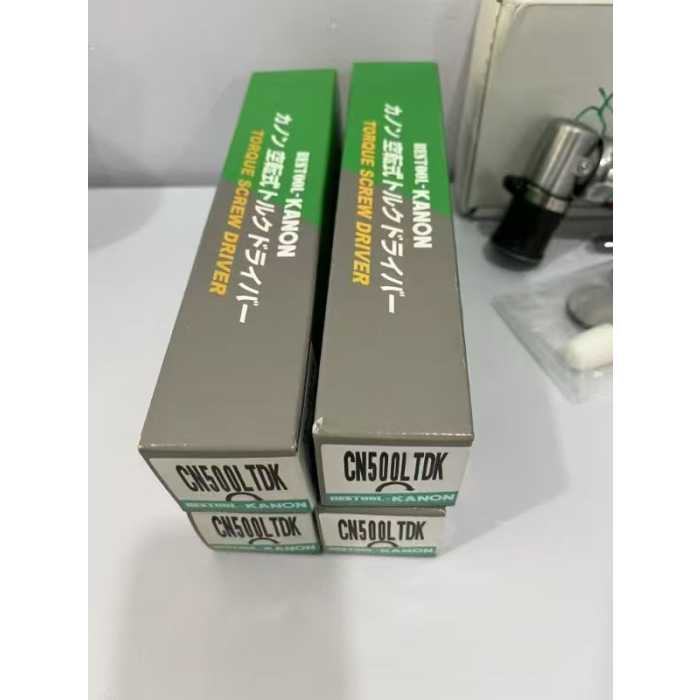 BESTOOL-KANON
カノン 空転式トルクドライバー
TORQUE SCREW DRIVER
BESTOOL-KANON
カノン 空転式トルクドライバー
TORQUE SCREW DRIVER
CN500LTDK
BESTOOL-KANON
CN500LTDK
BESTOOL-KANON
CN500LTDK
BESTOOL-KANON
CN500LTDK
BESTOOL-KANON